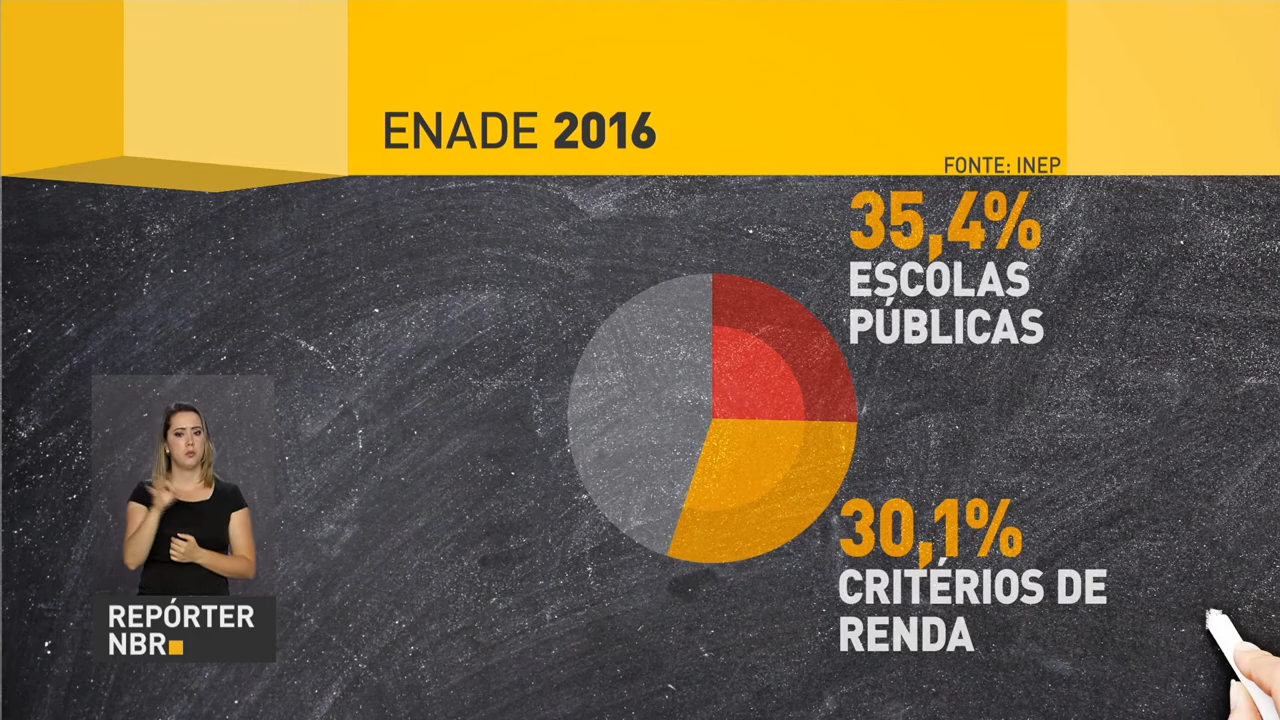 ENADE 2016
FONTE: INEP
35,4%
ESCOLAS
PÚBLICAS
30,1%
CRITÉRIOS DE
RENDA
REPÓRTER
NBR